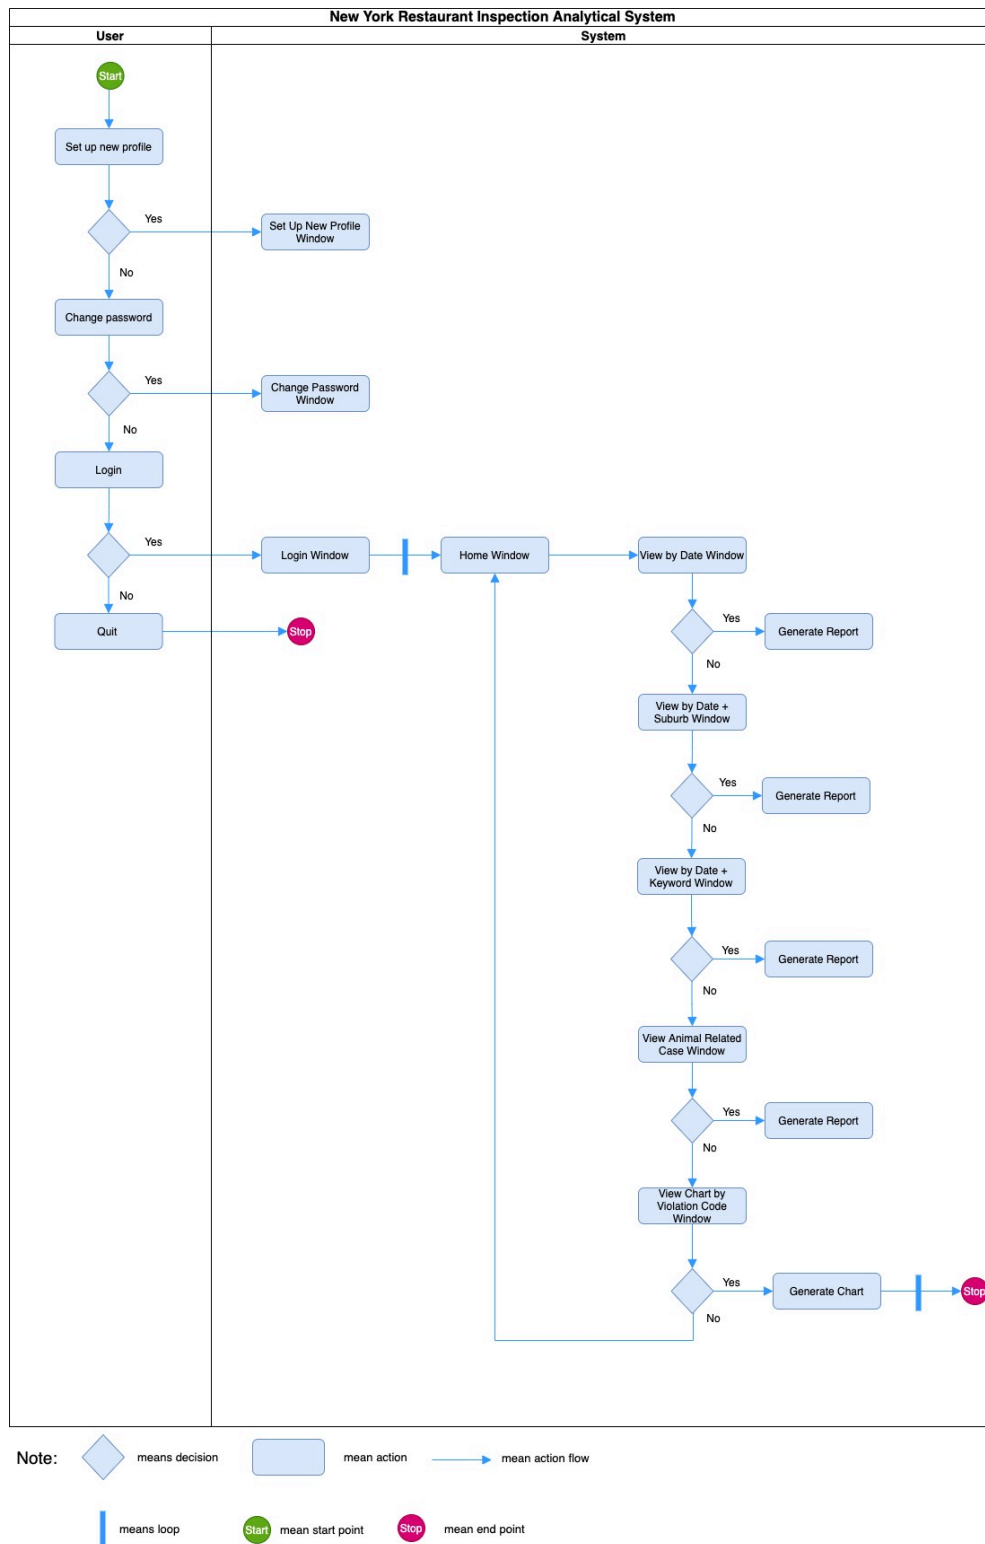 New York Restaurant Inspection Analytical System
User
System
Start
Set up new profile
Yes
Set Up New Profile
Window
No
Change password
Yes
Change Password
Window
No
Login
Yes
Login Window
Home Window
View by Date Window
No
Quit
Stop
Yes
Generate Report
No
View by Date +
Suburb Window
Yes
Generate Report
No
View by Date +
Keyword Window
Yes
Generate Report
No
View Animal Related
Case Window
Yes
Generate Report
No
View Chart by
Violation Code
Window
Yes
Generate Chart
Stop
No
Note:
means decision
mean action
mean action flow
means loop
Start
mean start point
Stop
mean end point